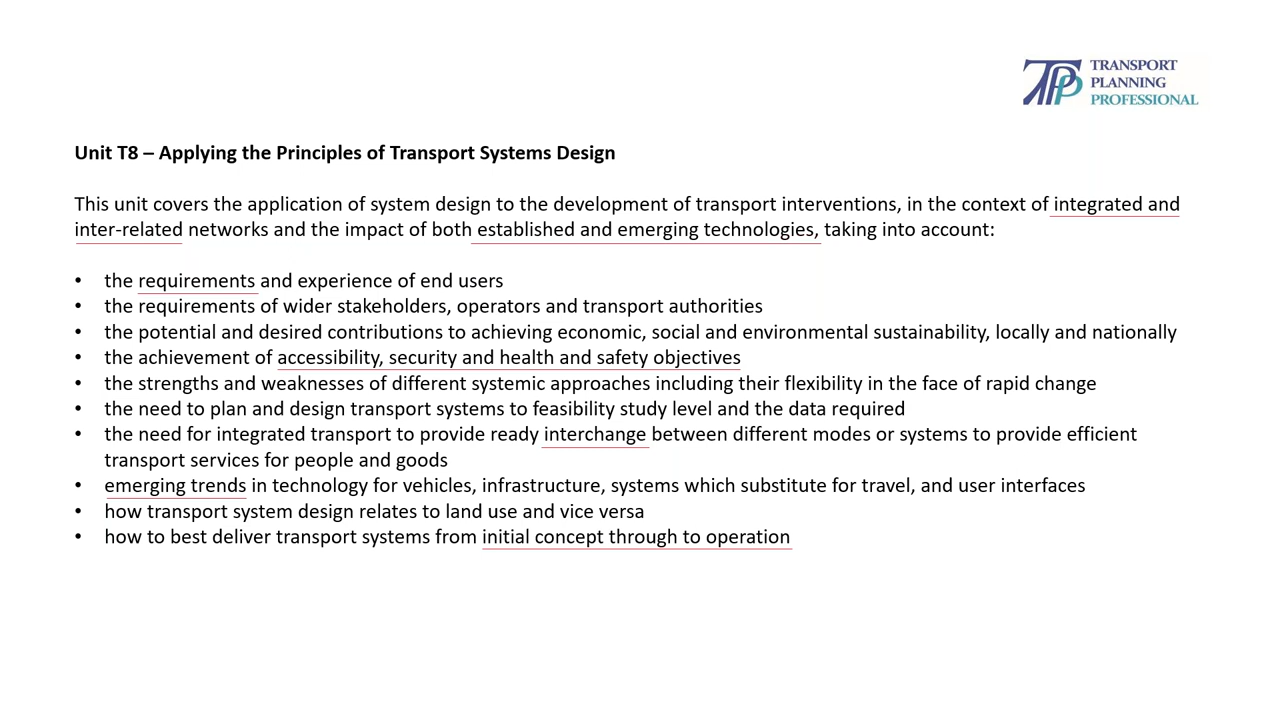 TRANSPORT
PLANNING
PROFESSIONAL
Unit T8 – Applying the Principles of Transport Systems Design
This unit covers the application of system design to the development of transport interventions, in the context of integrated and
inter-related networks and the impact of both established and emerging technologies, taking into account:
• the requirements and experience of end users
• the requirements of wider stakeholders, operators and transport authorities
• the potential and desired contributions to achieving economic, social and environmental sustainability, locally and nationally
• the achievement of accessibility, security and health and safety objectives
• the strengths and weaknesses of different systemic approaches including their flexibility in the face of rapid change
• the need to plan and design transport systems to feasibility study level and the data required
• the need for integrated transport to provide ready interchange between different modes or systems to provide efficient
transport services for people and goods
• emerging trends in technology for vehicles, infrastructure, systems which substitute for travel, and user interfaces
• how transport system design relates to land use and vice versa
• how to best deliver transport systems from initial concept through to operation